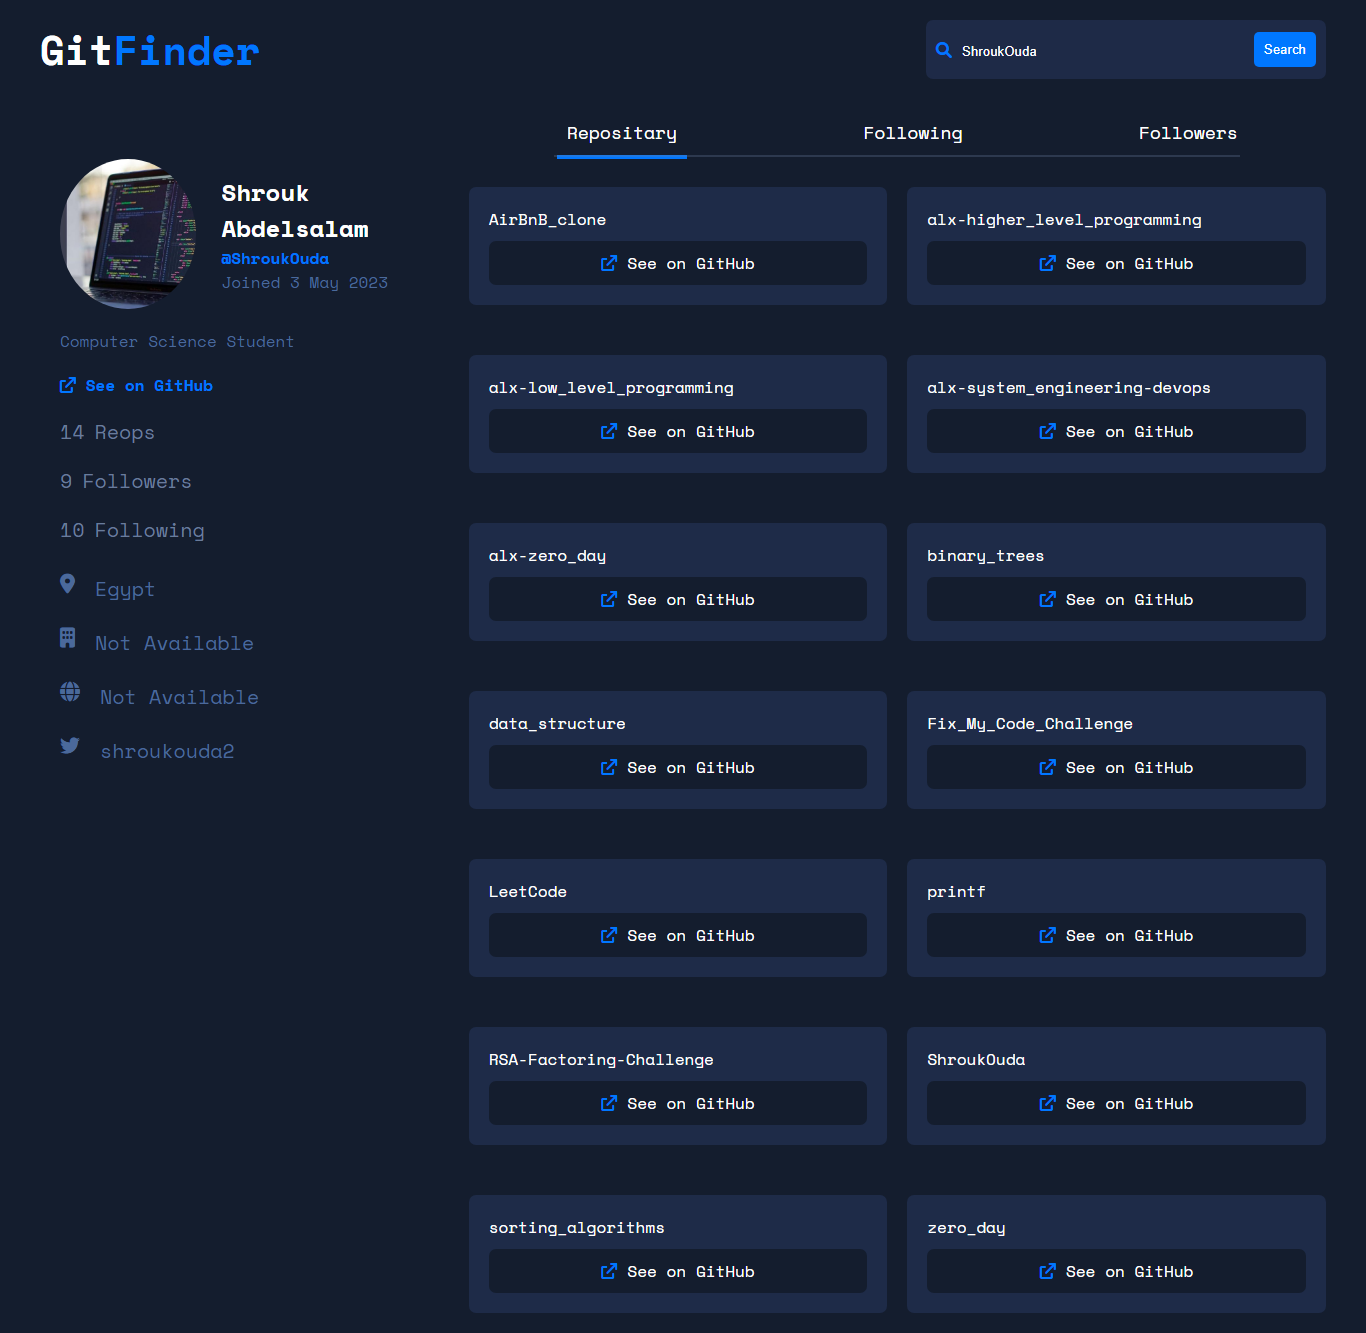 GitFinder
ShroukOuda
Search
Repositary
Following
Followers
Shrouk
Abdelsalam
@ShroukOuda
Joined 3 May 2023
Computer Science Student
See on GitHub
14 Reops
9 Followers
10 Following
Egypt
Not Available
Not Available
shroukouda2
AirBnB_clone
See on GitHub
alx-higher_level_programming
See on GitHub
alx-low_level_programming
See on GitHub
alx-system_engineering-devops
See on GitHub
alx-zero_day
See on GitHub
binary_trees
See on GitHub
data_structure
See on GitHub
Fix_My_Code_Challenge
See on GitHub
LeetCode
See on GitHub
printf
See on GitHub
RSA-Factoring-Challenge
See on GitHub
ShroukOuda
See on GitHub
sorting_algorithms
See on GitHub
zero_day
See on GitHub